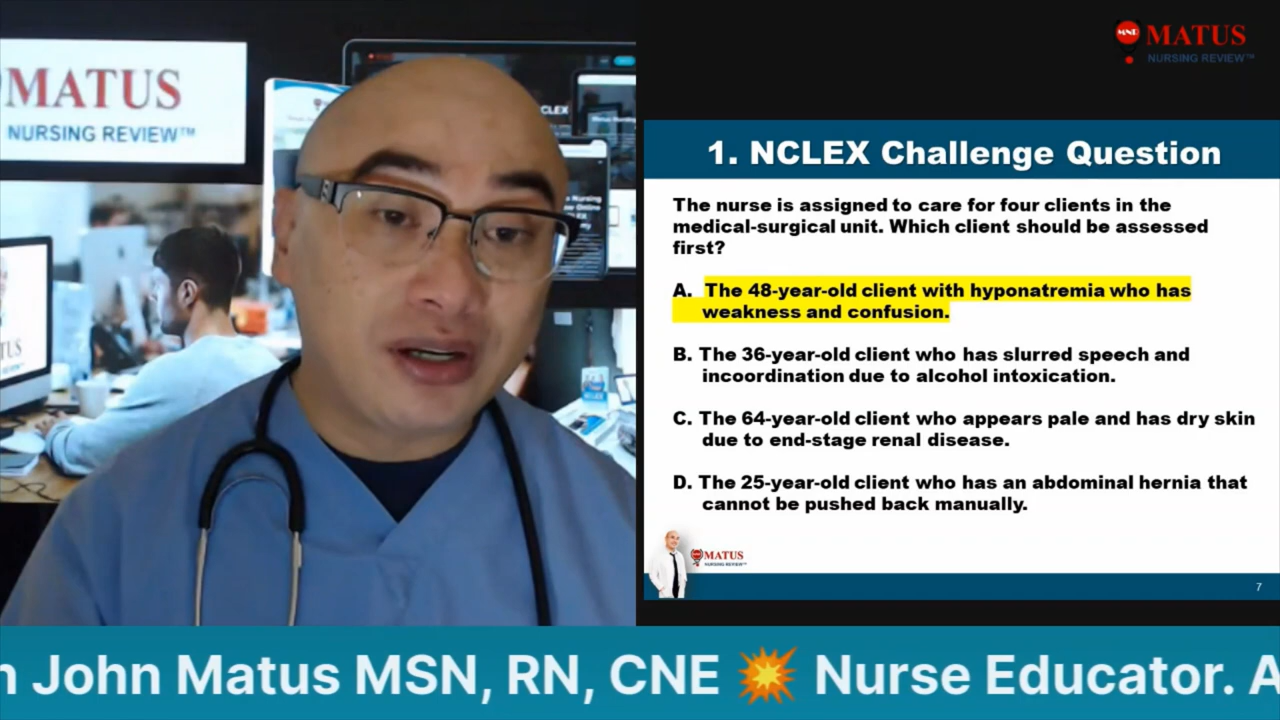 MATUS
NURSING REVIEW™
CLEX
MNR
MATUS
NURSING REVIEW™
1. NCLEX Challenge Question
The nurse is assigned to care for four clients in the
medical-surgical unit. Which client should be assessed
first?
A. The 48-year-old client with hyponatremia who has
weakness and confusion.
B. The 36-year-old client who has slurred speech and
incoordination due to alcohol intoxication.
C. The 64-year-old client who appears pale and has dry skin
due to end-stage renal disease.
D. The 25-year-old client who has an abdominal hernia that
cannot be pushed back manually.
MATUS
NURSING REVIEW™
7
n John Matus MSN, RN, CNE 💥 Nurse Educator. A